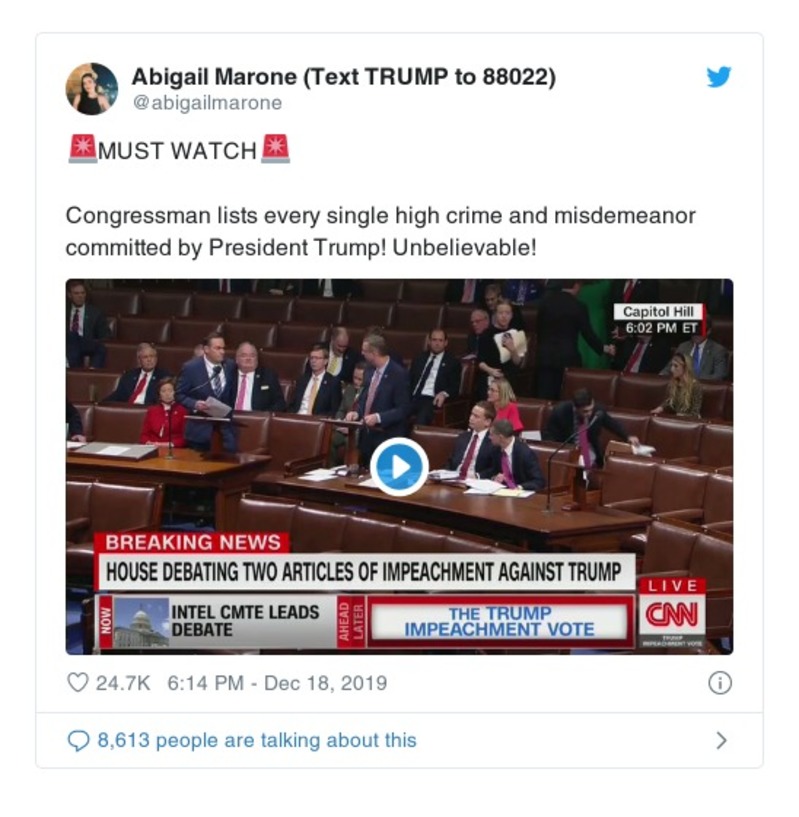 Abigail Marone (Text TRUMP to 88022)
@abigailmarone
🚨MUST WATCH🚨
Congressman lists every single high crime and misdemeanor
committed by President Trump! Unbelievable!
Capitol Hill
6:02 PM ET
BREAKING NEWS
HOUSE DEBATING TWO ARTICLES OF IMPEACHMENT AGAINST TRUMP
LIVE
NOW
INTEL CMTE LEADS
DEBATE
AHEAD
LATER
THE TRUMP
IMPEACHMENT VOTE
CNN
TRUMP
IMPEACHMENT VOTE
24.7K 6:14 PM - Dec 18, 2019
8,613 people are talking about this